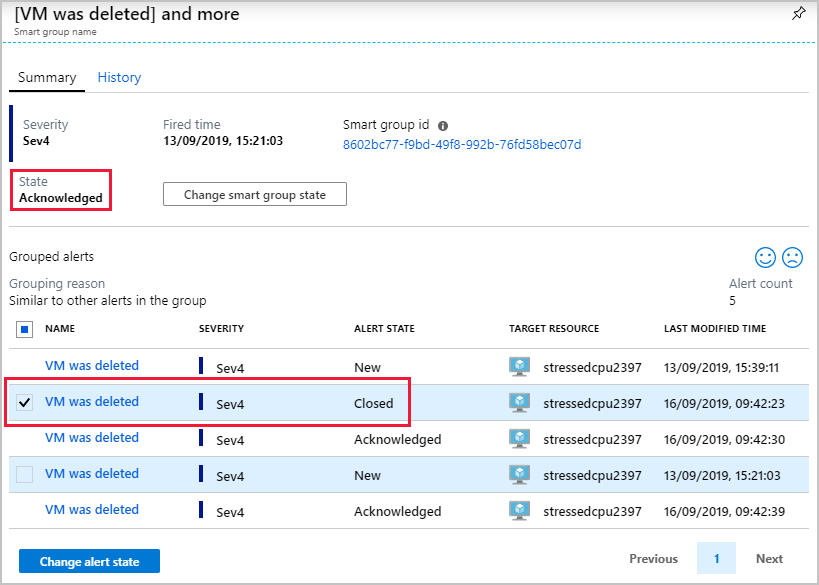 [VM was deleted] and more
Smart group name
Summary History
Severity Fired time Smart group id
Sev4 13/09/2019, 15:21:03 8602bc77-f9bd-49f8-992b-76fd58bec07d
State
Acknowledged Change smart group state
Grouped alerts
Grouping reason Alert count
Similar to other alerts in the group 5
NAME SEVERITY ALERT STATE TARGET RESOURCE LAST MODIFIED TIME
VM was deleted Sev4 New stressedcpu2397 13/09/2019, 15:39:11
VM was deleted Sev4 Closed stressedcpu2397 16/09/2019, 09:42:23
VM was deleted Sev4 Acknowledged stressedcpu2397 16/09/2019, 09:42:30
VM was deleted Sev4 New stressedcpu2397 13/09/2019, 15:21:03
VM was deleted Sev4 Acknowledged stressedcpu2397 16/09/2019, 09:42:39
Change alert state Previous 1 Next